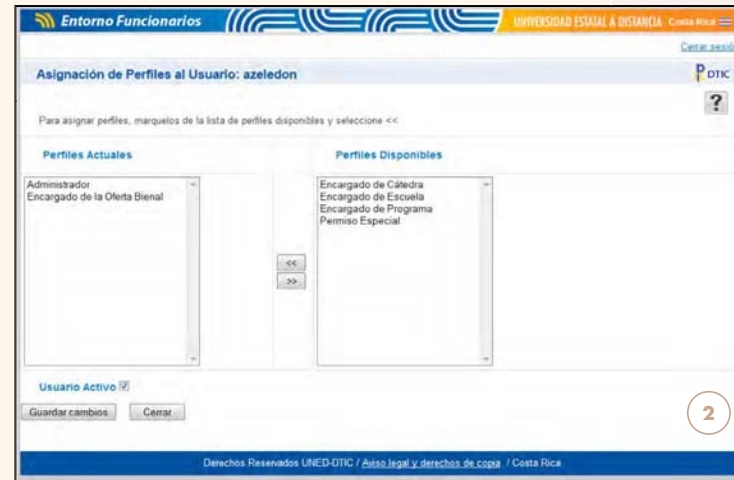 Entorno Funcionarios
UNIVERSIDAD ESTATAL A DISTANCIA Costa Rica
Cerrar sesió
Asignación de Perfiles al Usuario: azeledon
DTIC
?
Para asignar perfiles, marquelos de la lista de perfiles disponibles y seleccione <<
Perfiles Actuales
Perfiles Disponibles
Administrador
Encargado de la Oferta Bienal
Encargado de Cátedra
Encargado de Escuela
Encargado de Programa
Permiso Especial
<<
>>
Usuario Activo
Guardar cambios
Cerrar
2
Derechos Reservados UNED-DTIC / Aviso legal y derechos de copia / Costa Rica